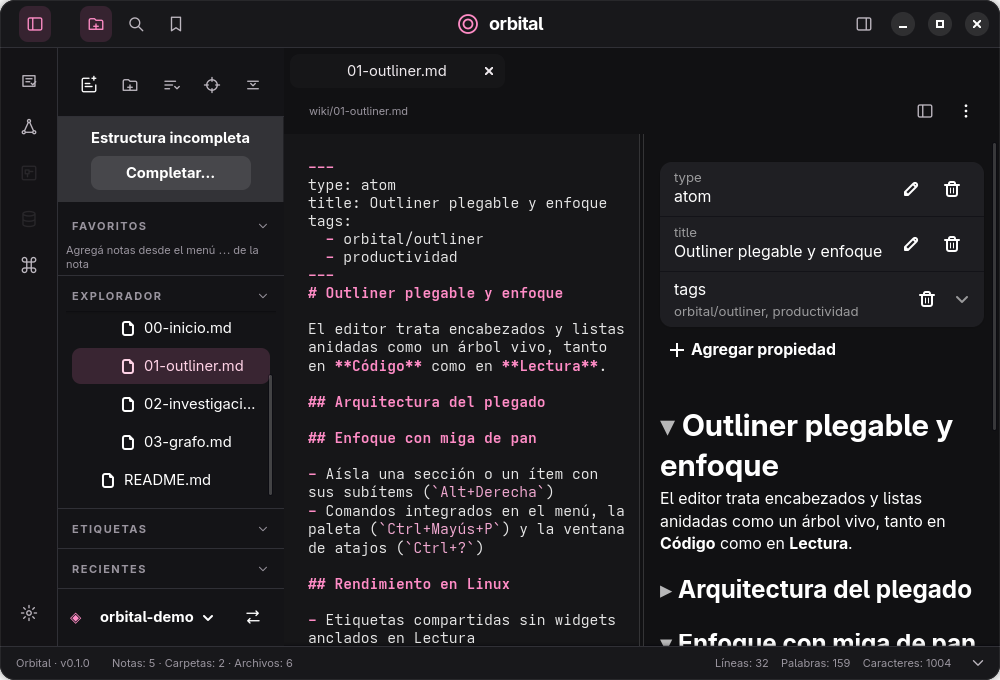 orbital
01-outliner.md
wiki/01-outliner.md
Estructura incompleta
Completar...
FAVORITOS
Agregá notas desde el menú ... de la
nota
EXPLORADOR
00-inicio.md
01-outliner.md
02-investigaci...
03-grafo.md
README.md
ETIQUETAS
RECIENTES
orbital-demo
---
type: atom
title: Outliner plegable y enfoque
tags:
- orbital/outliner
- productividad
---
# Outliner plegable y enfoque
El editor trata encabezados y listas
anidadas como un árbol vivo, tanto
en **Código** como en **Lectura**.
## Arquitectura del plegado
## Enfoque con miga de pan
- Aísla una sección o un ítem con
sus subítems (`Alt+Derecha`)
- Comandos integrados en el menú, la
paleta (`Ctrl+Mayús+P`) y la ventana
de atajos (`Ctrl+?`)
## Rendimiento en Linux
- Etiquetas compartidas sin widgets
anclados en Lectura
type
atom
title
Outliner plegable y enfoque
tags
orbital/outliner, productividad
Agregar propiedad
Outliner plegable y
enfoque
El editor trata encabezados y listas
anidadas como un árbol vivo, tanto en
Código como en Lectura.
Arquitectura del plegado
Enfoque con miga de pan
Orbital · v0.1.0
Notas: 5 · Carpetas: 2 · Archivos: 6
Líneas: 32
Palabras: 159
Caracteres: 1004